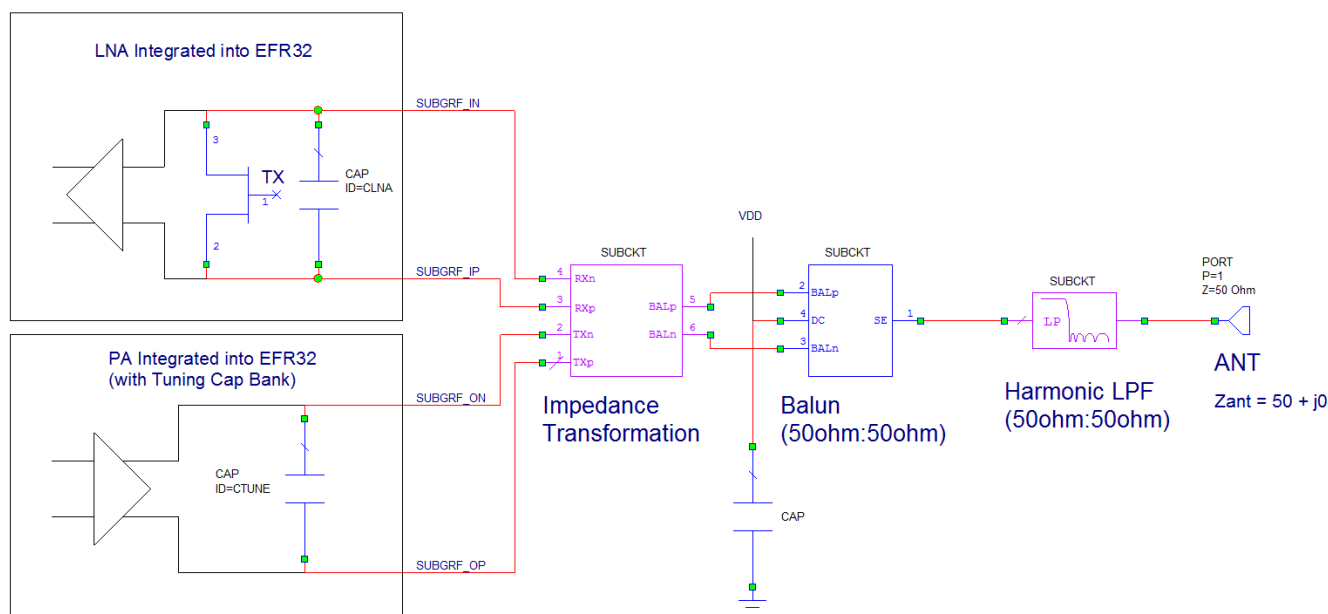 LNA Integrated into EFR32
SUBGRF_IN
3
TX
1
2
CAP
ID=CLNA
SUBGRF_IP
PA Integrated into EFR32
(with Tuning Cap Bank)
SUBGRF_ON
CAP
ID=CTUNE
SUBGRF_OP
SUBCKT
4
RXn
3
RXp
2
TXn
1
TXp
BALp
5
BALn
6
Impedance
Transformation
VDD
SUBCKT
2
BALp
4
DC
3
BALn
SE
1
Balun
(50ohm:50ohm)
CAP
SUBCKT
LP
Harmonic LPF
(50ohm:50ohm)
PORT
P=1
Z=50 Ohm
ANT
Zant = 50 + j0